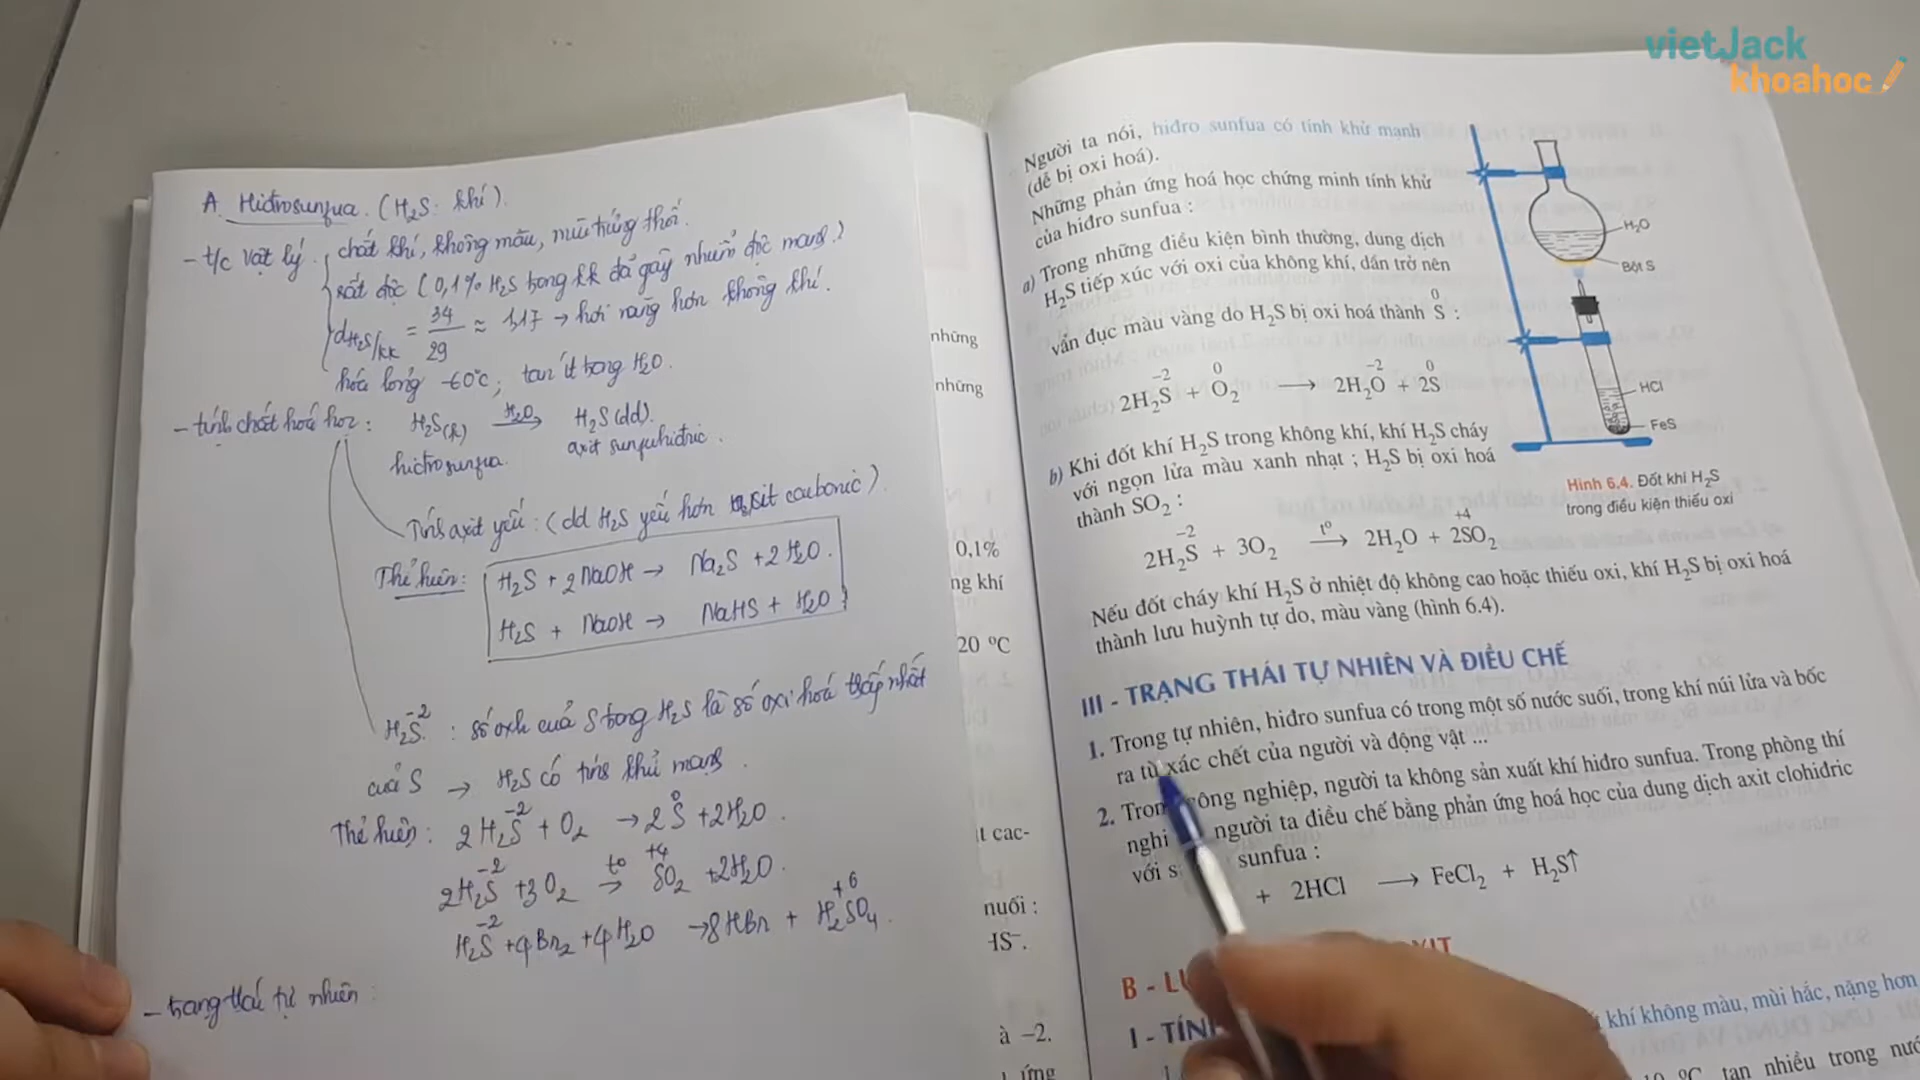 vietJack
khoahoc
A. Hiđrosunfua. (H₂S: khí).
- t/c vật lý
chất khí, không màu, mùi trứng thối.
rất độc (0,1% H₂S trong kk đã gây nhiễm độc mạnh)
d H₂S/kk = 34/29 ≈ 1,17 → hơi nặng hơn không khí.
hoá lỏng -60°C, tan ít trong H₂O.
- tính chất hoá học: H₂S(k) H₂O→ H₂S (dd).
hiđrosunfua. axit sunfuhiđric.
Tính axit yếu: (dd H₂S yếu hơn axit cacbonic)
Thể hiện: H₂S + 2NaOH → Na₂S + 2H₂O.
H₂S + NaOH → NaHS + H₂O
H₂S⁻² : số oxh của S trong H₂S là số oxi hoá thấp nhất
của S → H₂S có tính khử mạnh.
Thể hiện: 2H₂S⁻² + O₂ → 2S⁰ + 2H₂O.
2H₂S⁻² + 3O₂ t°→ S⁺⁴O₂ + 2H₂O.
H₂S⁻² + 4Br₂ + 4H₂O → 8HBr + H₂S⁺⁶O₄.
- trạng thái tự nhiên:
những
những
0,1%
ng khí
20 °C
t cac-
nuối :
HS⁻.
à –2.
ứng
Người ta nói, hiđro sunfua có tính khử mạnh
(dễ bị oxi hoá).
Những phản ứng hoá học chứng minh tính khử
của hiđro sunfua :
a) Trong những điều kiện bình thường, dung dịch
H₂S tiếp xúc với oxi của không khí, dần trở nên
vẩn đục màu vàng do H₂S bị oxi hoá thành S⁰ :
2H₂S⁻² + O₂⁰ ⟶ 2H₂O⁻² + 2S⁰
b) Khi đốt khí H₂S trong không khí, khí H₂S cháy
với ngọn lửa màu xanh nhạt ; H₂S bị oxi hoá
thành SO₂ :
2H₂S⁻² + 3O₂ t°⟶ 2H₂O + 2S⁺⁴O₂
H₂O
Bột S
HCl
FeS
Hình 6.4. Đốt khí H₂S
trong điều kiện thiếu oxi
Nếu đốt cháy khí H₂S ở nhiệt độ không cao hoặc thiếu oxi, khí H₂S bị oxi hoá
thành lưu huỳnh tự do, màu vàng (hình 6.4).
III - TRẠNG THÁI TỰ NHIÊN VÀ ĐIỀU CHẾ
1. Trong tự nhiên, hiđro sunfua có trong một số nước suối, trong khí núi lửa và bốc
ra từ xác chết của người và động vật ...
2. Tron công nghiệp, người ta không sản xuất khí hiđro sunfua. Trong phòng thí
nghi người ta điều chế bằng phản ứng hoá học của dung dịch axit clohiđric
với s sunfua :
+ 2HCl ⟶ FeCl₂ + H₂S↑
B - L
I - TÍN
khí không màu, mùi hắc, nặng hơn
°C, tan nhiều trong nướ